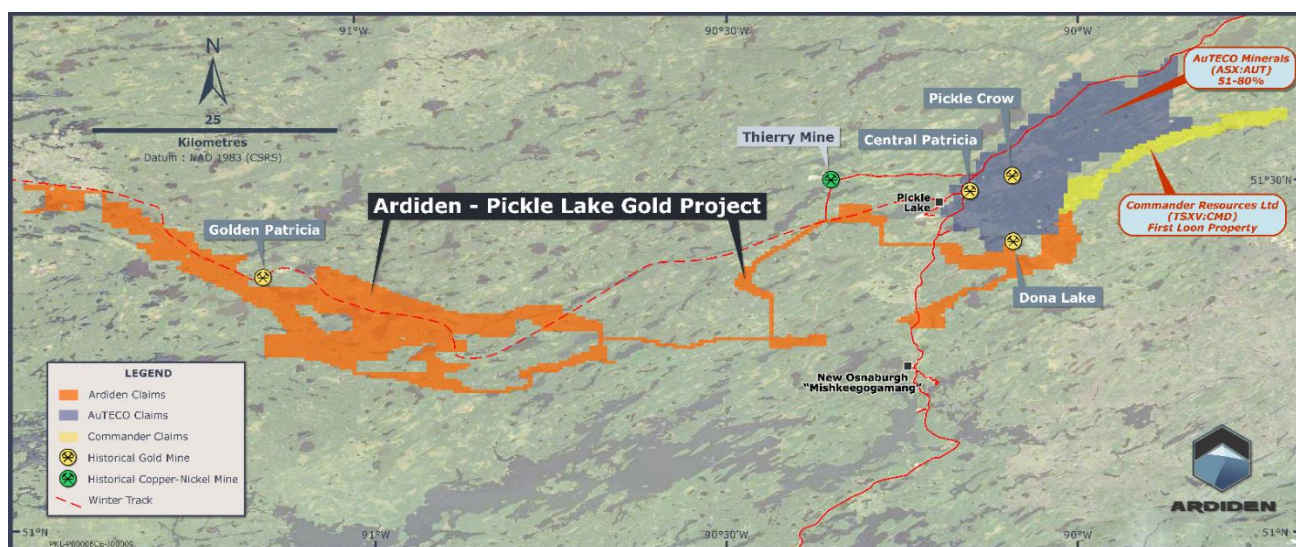 91°W
90°30'W
90°W
N
25
Kilometres
Datum : NAD 1983 (CSRS)
AuTECO Minerals
(ASX:AUT)
51-80%
Pickle Crow
Thierry Mine
Central Patricia
51°30'N
Pickle
Lake
Ardiden - Pickle Lake Gold Project
Commander Resources Ltd
(TSXV:CMD)
First Loon Property
Golden Patricia
Dona Lake
New Osnaburgh
"Mishkeegogamang"
LEGEND
Ardiden Claims
AuTECO Claims
Commander Claims
Historical Gold Mine
Historical Copper-Nickel Mine
Winter Track
ARDIDEN
51°N
91°W
90°30'W
90°W
51°N